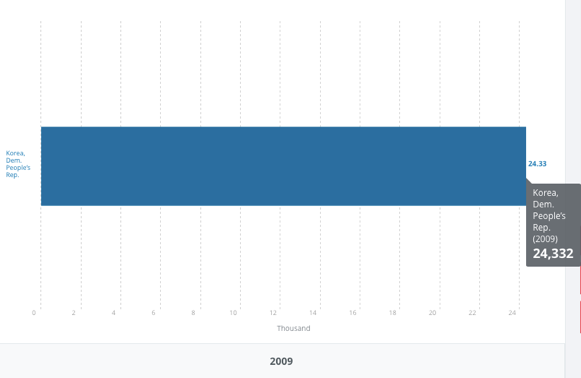 Korea,
Dem.
People's
Rep.
24.33
Korea,
Dem.
People's
Rep.
(2009)
24,332
0 2 4 6 8 10 12 14 16 18 20 22 24
Thousand
2009